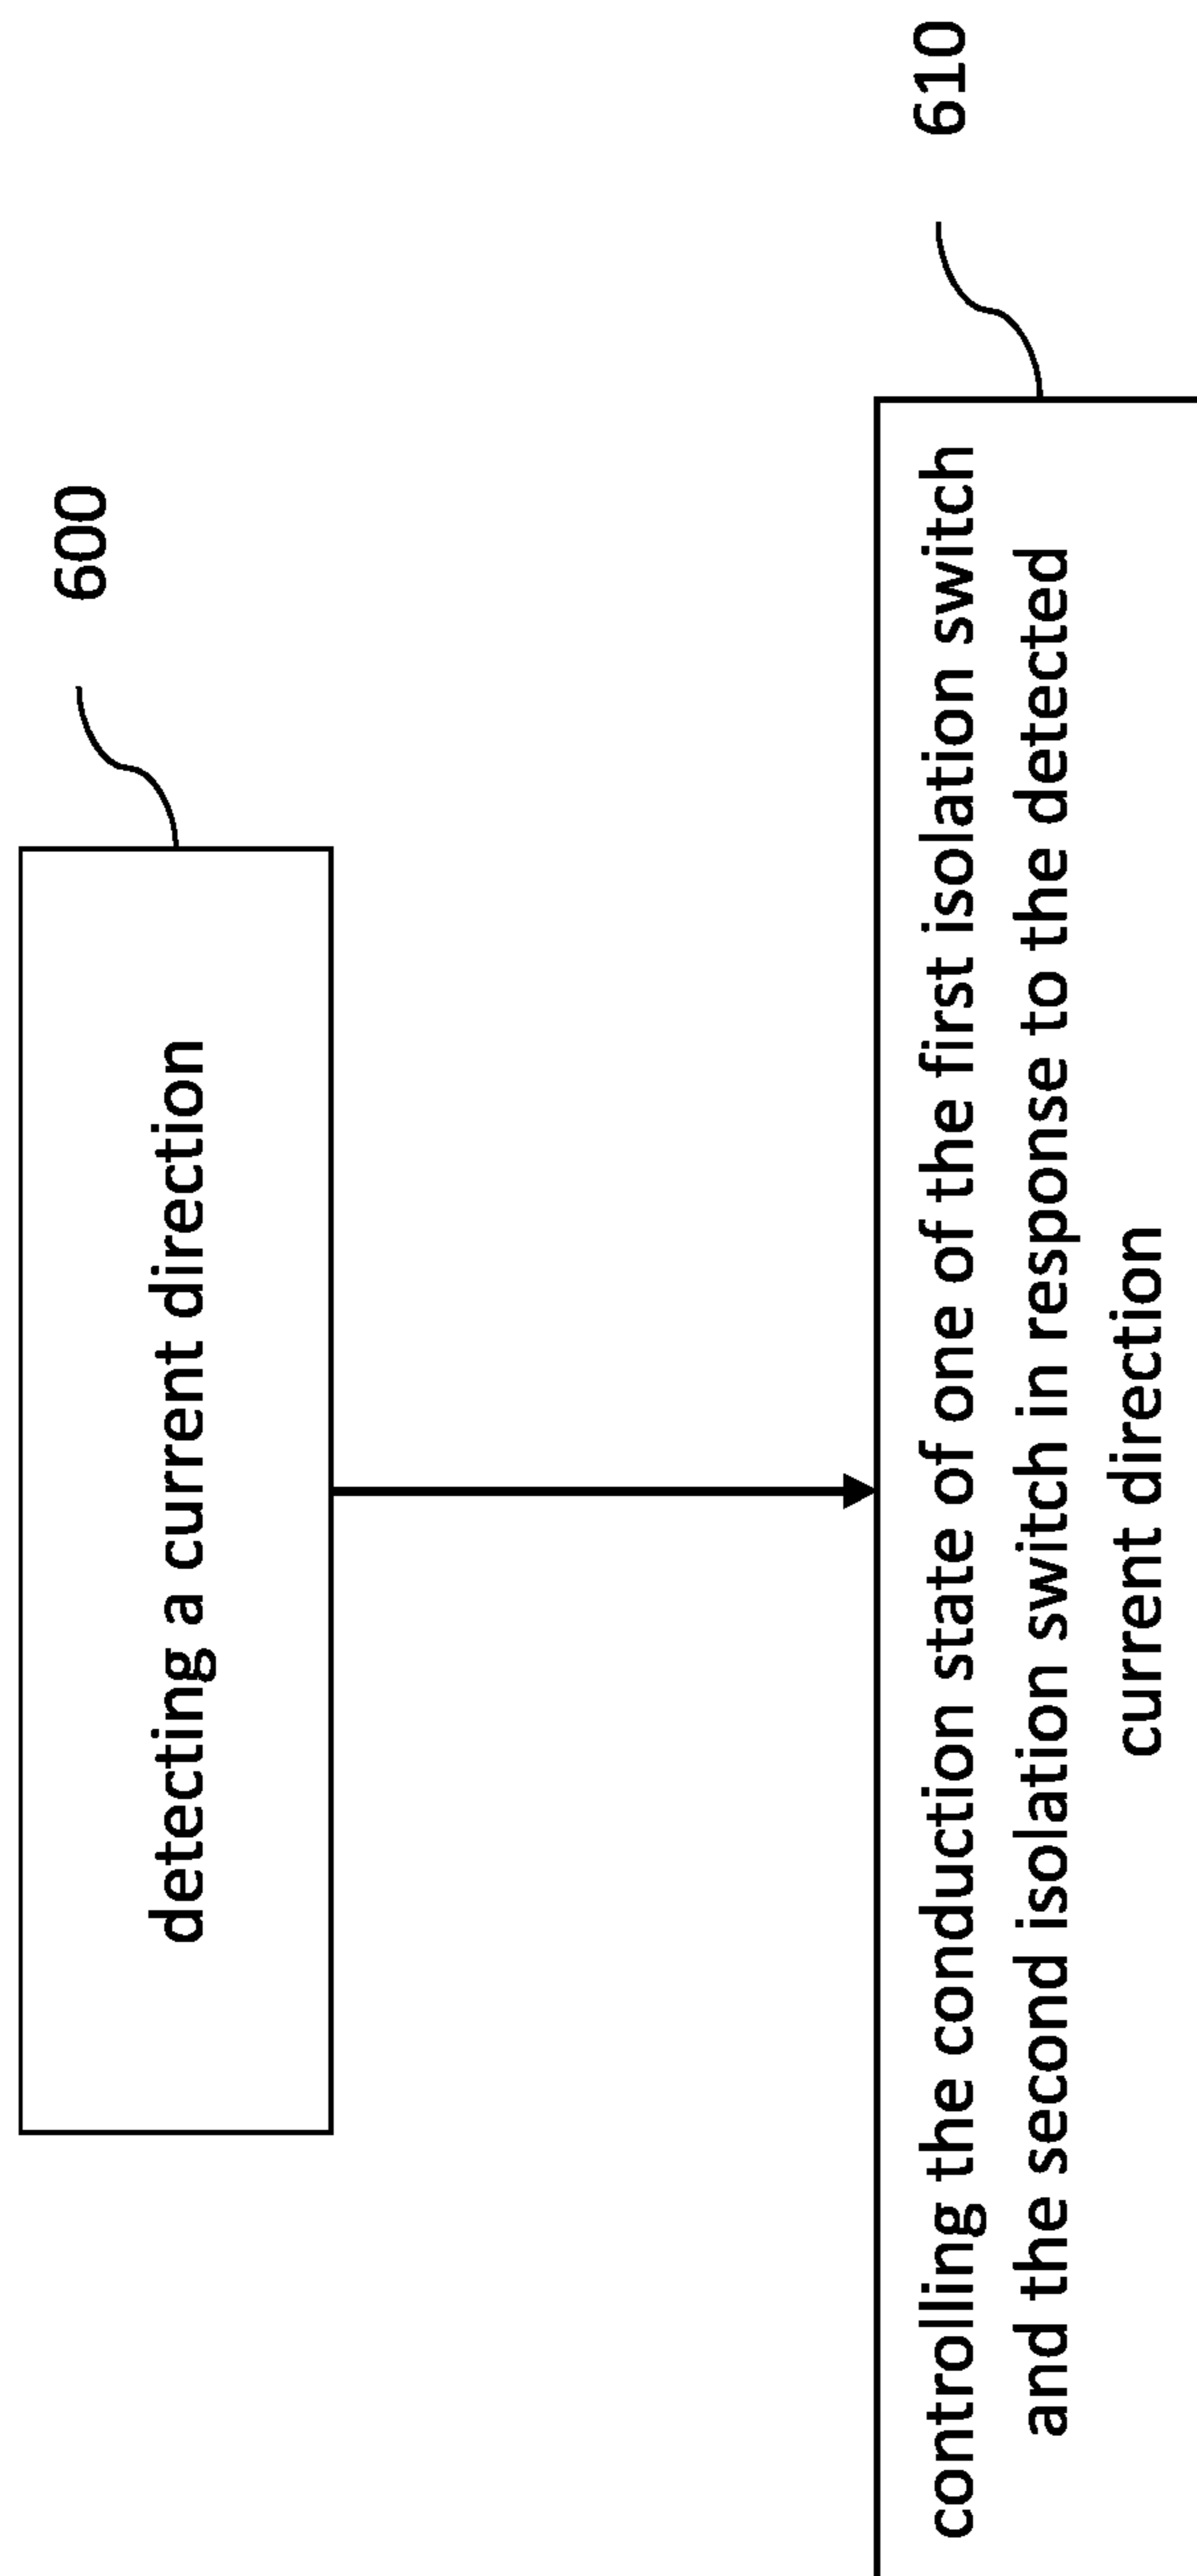 600
detecting a current direction
610
controlling the conduction state of one of the first isolation switch
and the second isolation switch in response to the detected
current direction